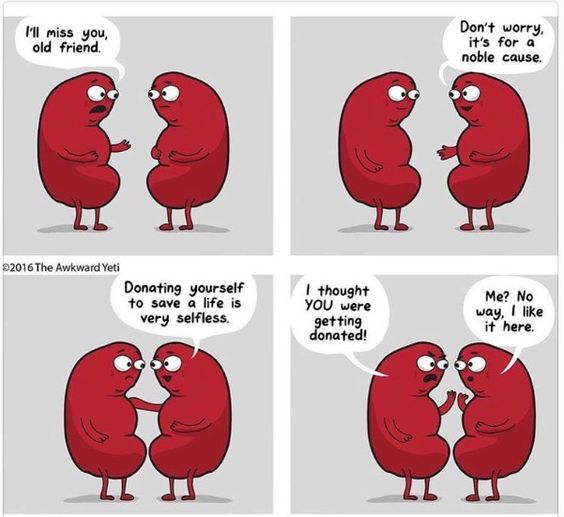 I'll miss you,
old friend.
Don't worry,
it's for a
noble cause.
©2016 The Awkward Yeti
Donating yourself
to save a life is
very selfless.
I thought
YOU were
getting
donated!
Me? No
way, I like
it here.